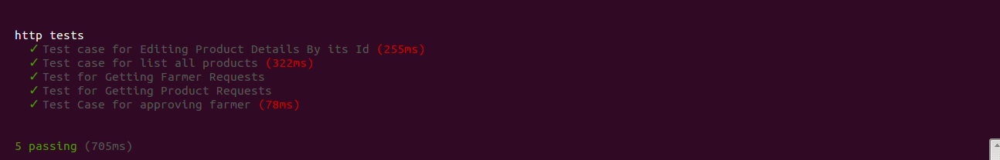 http tests
✓ Test case for Editing Product Details By its Id (255ms)
✓ Test case for list all products (322ms)
✓ Test for Getting Farmer Requests
✓ Test for Getting Product Requests
✓ Test Case for approving farmer (78ms)
5 passing (705ms)